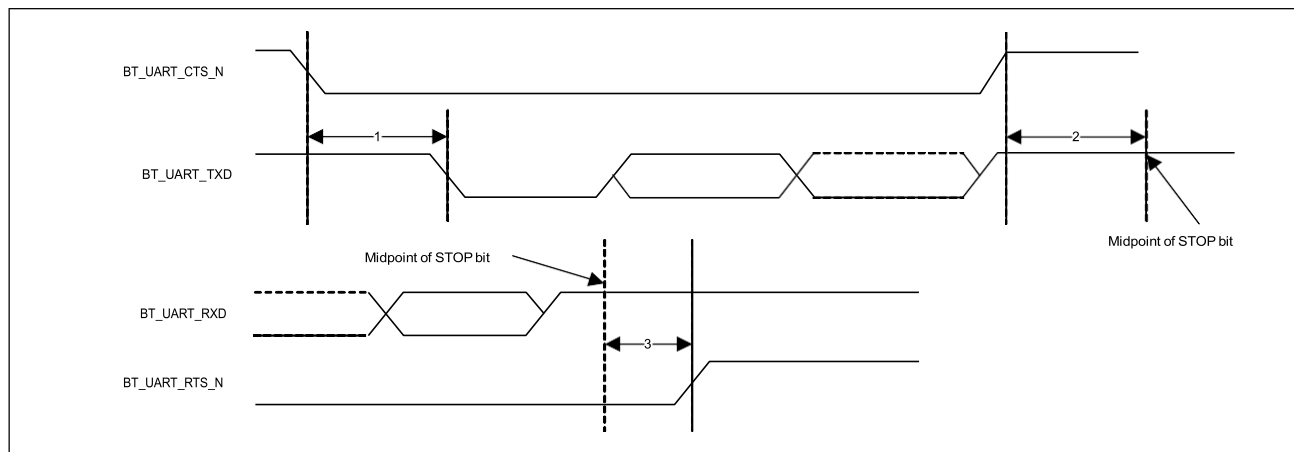 BT_UART_CTS_N
1
2
BT_UART_TXD
Midpoint of STOP bit
Midpoint of STOP bit
BT_UART_RXD
3
BT_UART_RTS_N